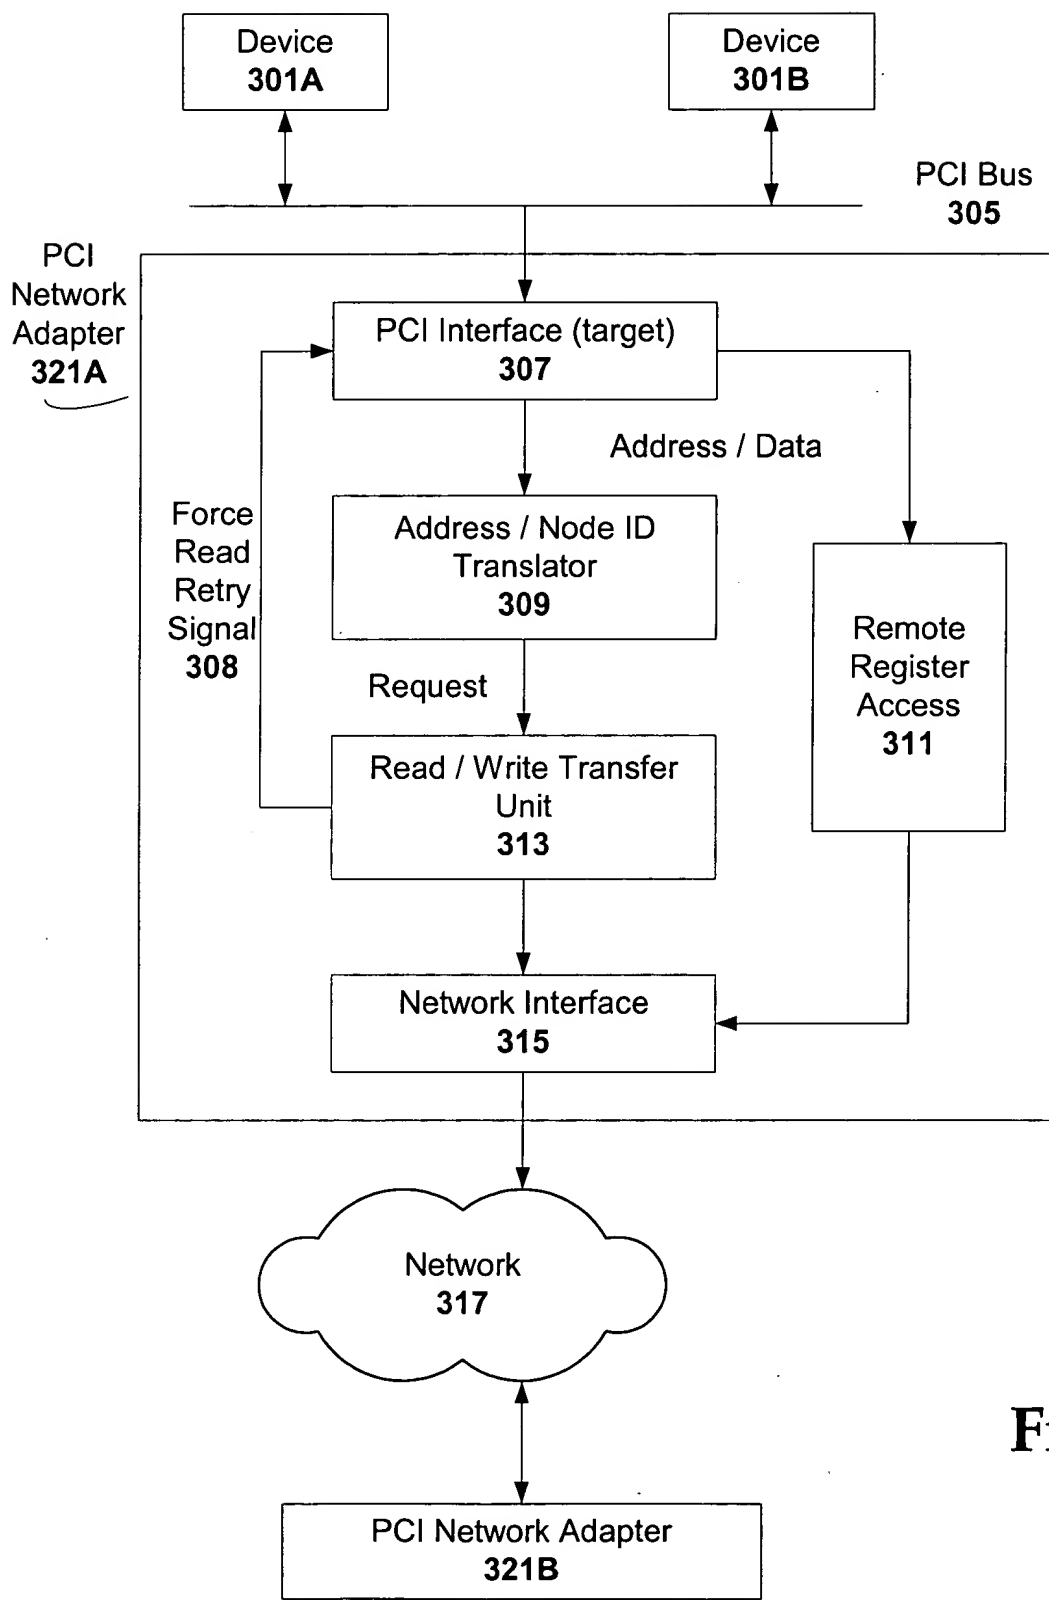 Device
301A
Device
301B
PCI Bus
305
PCI
Network
Adapter
321A
PCI Interface (target)
307
Address / Data
Force
Read
Retry
Signal
308
Address / Node ID
Translator
309
Remote
Register
Access
311
Request
Read / Write Transfer
Unit
313
Network Interface
315
Network
317
PCI Network Adapter
321B